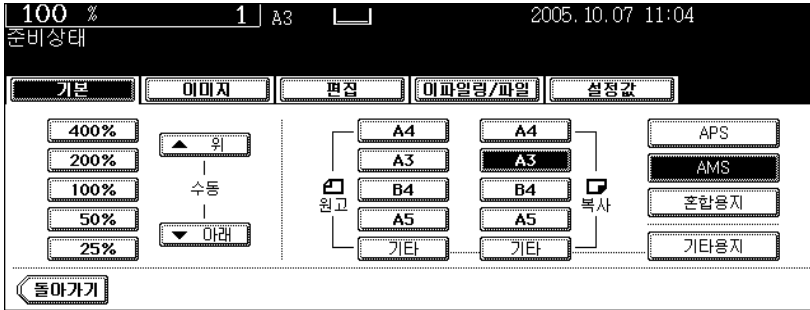 100 % 1 A3 2005.10.07 11:04
준비상태
기본 이미지 편집 이파일링/파일 설정값
400% ▲ 위 A4 A4 APS
200% A3 A3 AMS
100% 수동 원고 B4 B4 복사 혼합용지
50% ▼ 아래 A5 A5
25% 기타 기타 기타용지
돌아가기